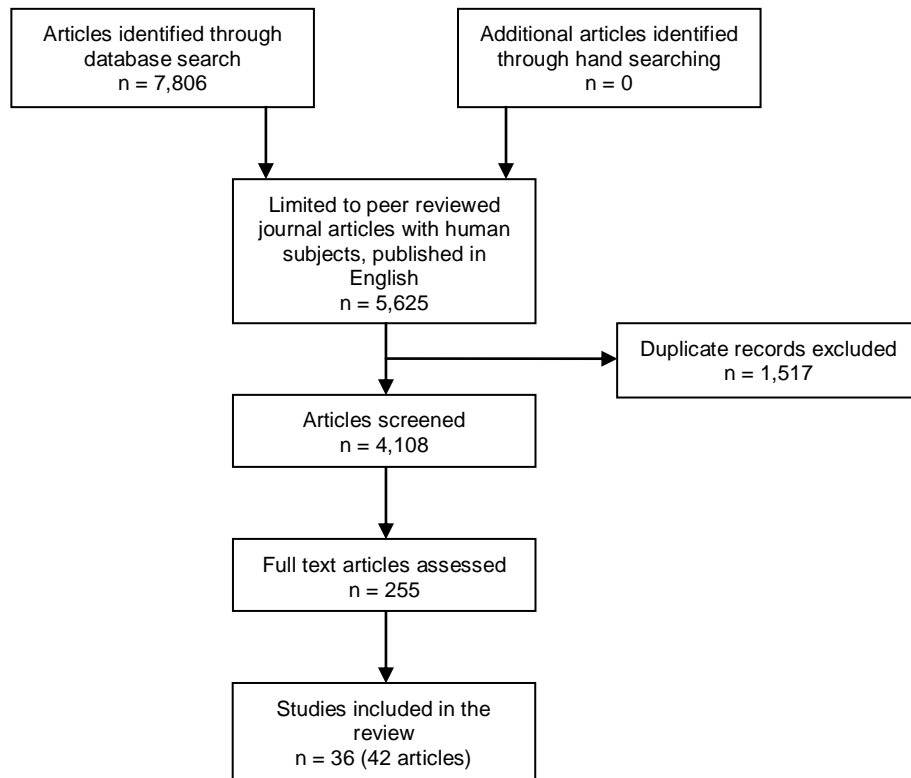 Articles identified through
database search
n = 7,806
Additional articles identified
through hand searching
n = 0
Limited to peer reviewed
journal articles with human
subjects, published in
English
n = 5,625
Duplicate records excluded
n = 1,517
Articles screened
n = 4,108
Full text articles assessed
n = 255
Studies included in the
review
n = 36 (42 articles)